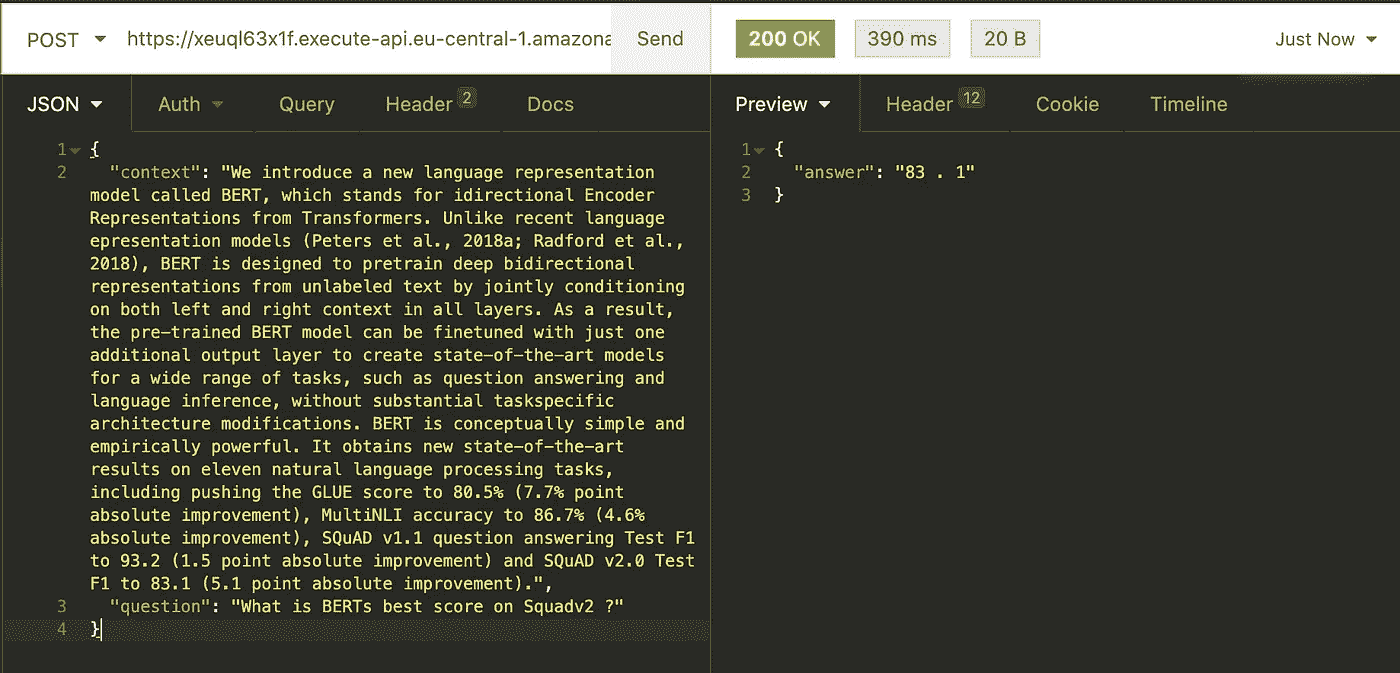 POST https://xeuql63x1f.execute-api.eu-central-1.amazona Send 200 OK 390 ms 20 B Just Now
JSON Auth Query Header 2 Docs Preview Header 12 Cookie Timeline
1 {
2 "context": "We introduce a new language representation
model called BERT, which stands for idirectional Encoder
Representations from Transformers. Unlike recent language
epresentation models (Peters et al., 2018a; Radford et al.,
2018), BERT is designed to pretrain deep bidirectional
representations from unlabeled text by jointly conditioning
on both left and right context in all layers. As a result,
the pre-trained BERT model can be finetuned with just one
additional output layer to create state-of-the-art models
for a wide range of tasks, such as question answering and
language inference, without substantial taskspecific
architecture modifications. BERT is conceptually simple and
empirically powerful. It obtains new state-of-the-art
results on eleven natural language processing tasks,
including pushing the GLUE score to 80.5% (7.7% point
absolute improvement), MultiNLI accuracy to 86.7% (4.6%
absolute improvement), SQuAD v1.1 question answering Test F1
to 93.2 (1.5 point absolute improvement) and SQuAD v2.0 Test
F1 to 83.1 (5.1 point absolute improvement).",
3 "question": "What is BERTs best score on Squadv2 ?"
4 }
1 {
2 "answer": "83 . 1"
3 }